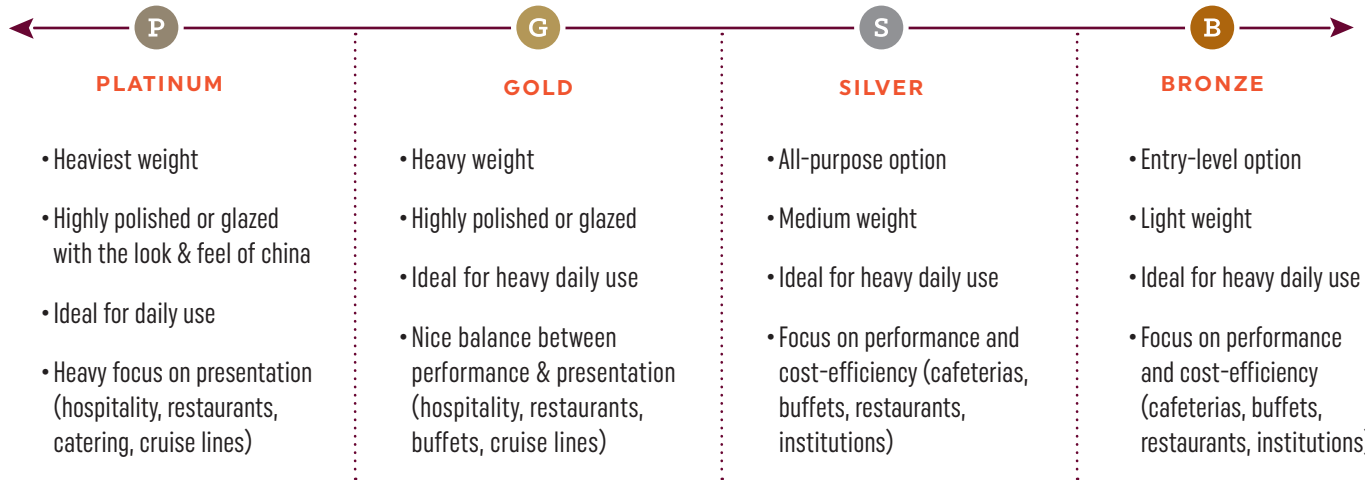 P
PLATINUM
• Heaviest weight
• Highly polished or glazed
with the look & feel of china
• Ideal for daily use
• Heavy focus on presentation
(hospitality, restaurants,
catering, cruise lines)
G
GOLD
• Heavy weight
• Highly polished or glazed
• Ideal for heavy daily use
• Nice balance between
performance & presentation
(hospitality, restaurants,
buffets, cruise lines)
S
SILVER
• All-purpose option
• Medium weight
• Ideal for heavy daily use
• Focus on performance and
cost-efficiency (cafeterias,
buffets, restaurants,
institutions)
B
BRONZE
• Entry-level option
• Light weight
• Ideal for heavy daily use
• Focus on performance
and cost-efficiency
(cafeterias, buffets,
restaurants, institutions)